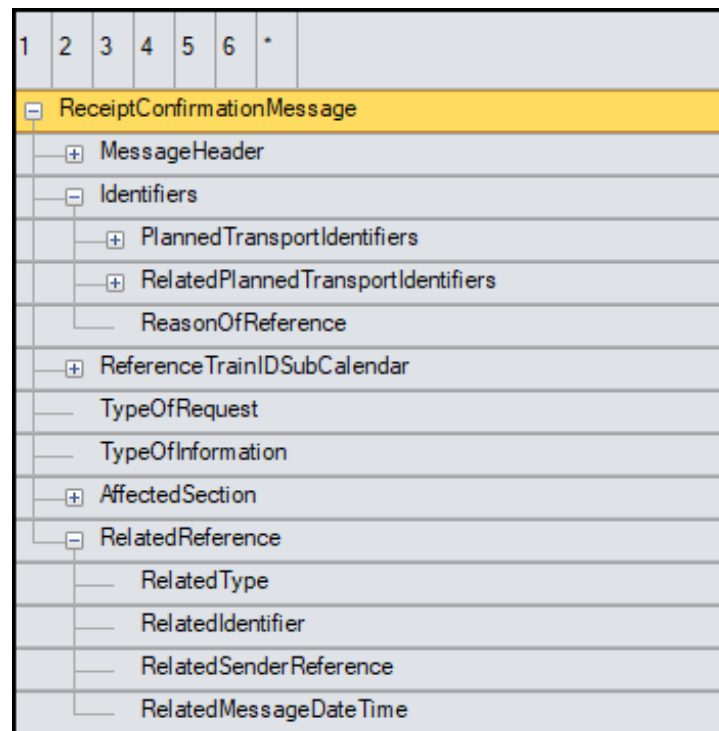 1 2 3 4 5 6 *
ReceiptConfirmationMessage
MessageHeader
Identifiers
PlannedTransportIdentifiers
RelatedPlannedTransportIdentifiers
ReasonOfReference
ReferenceTrainIDSubCalendar
TypeOfRequest
TypeOfInformation
AffectedSection
RelatedReference
RelatedType
RelatedIdentifier
RelatedSenderReference
RelatedMessageDateTime